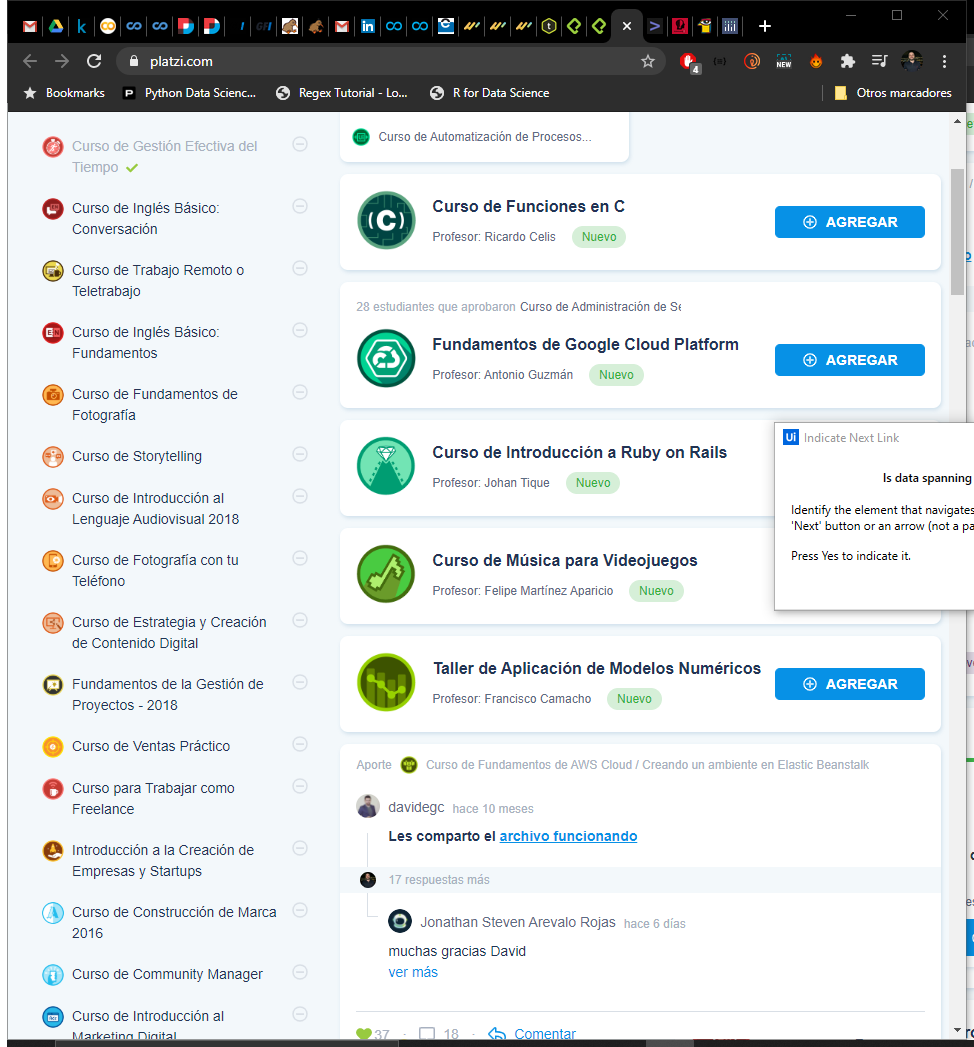 platzi.com
4
NEW
Bookmarks
Python Data Scienc...
Regex Tutorial - Lo...
R for Data Science
Otros marcadores
Curso de Gestión Efectiva del
Tiempo
Curso de Inglés Básico:
Conversación
Curso de Trabajo Remoto o
Teletrabajo
Curso de Inglés Básico:
Fundamentos
Curso de Fundamentos de
Fotografía
Curso de Storytelling
Curso de Introducción al
Lenguaje Audiovisual 2018
Curso de Fotografía con tu
Teléfono
Curso de Estrategia y Creación
de Contenido Digital
Fundamentos de la Gestión de
Proyectos - 2018
Curso de Ventas Práctico
Curso para Trabajar como
Freelance
Introducción a la Creación de
Empresas y Startups
Curso de Construcción de Marca
2016
Curso de Community Manager
Curso de Introducción al
Marketing Digital
Curso de Automatización de Procesos...
(C)
Curso de Funciones en C
Profesor: Ricardo Celis
Nuevo
AGREGAR
28 estudiantes que aprobaron Curso de Administración de Se
Fundamentos de Google Cloud Platform
Profesor: Antonio Guzmán
Nuevo
AGREGAR
Curso de Introducción a Ruby on Rails
Profesor: Johan Tique
Nuevo
Curso de Música para Videojuegos
Profesor: Felipe Martínez Aparicio
Nuevo
Taller de Aplicación de Modelos Numéricos
Profesor: Francisco Camacho
Nuevo
AGREGAR
Aporte
Curso de Fundamentos de AWS Cloud / Creando un ambiente en Elastic Beanstalk
davidegc hace 10 meses
Les comparto el archivo funcionando
17 respuestas más
Jonathan Steven Arevalo Rojas hace 6 días
muchas gracias David
ver más
37 · 18 · Comentar
Ui Indicate Next Link
Is data spanning
Identify the element that navigates
'Next' button or an arrow (not a pa
Press Yes to indicate it.